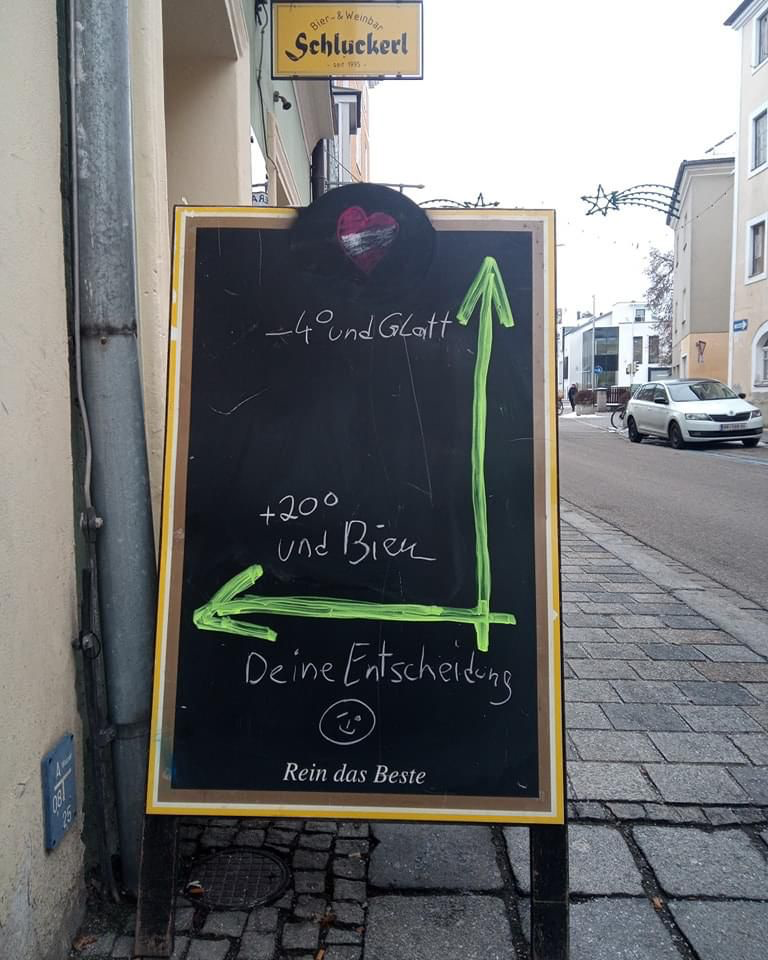 Bier- & Weinbar
Schluckerl
- seit 1995 -
-4° und Glatt
+20°
und Bier
Deine Entscheidung
Rein das Beste
A